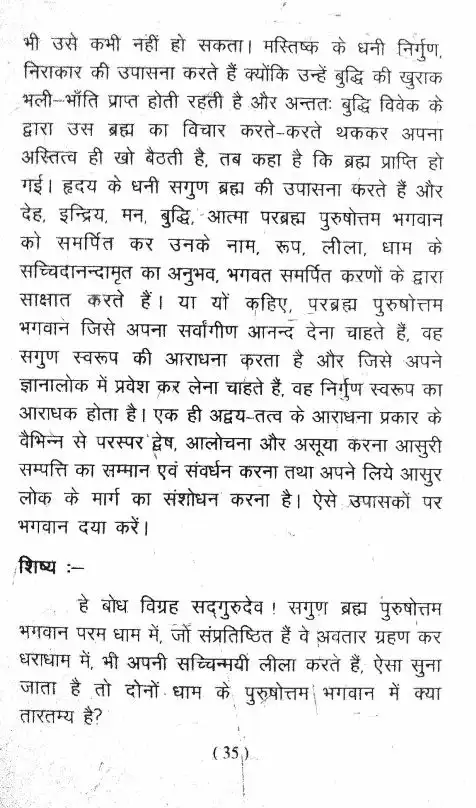 भी उसे कभी नहीं हो सकता। मस्तिष्क के धनी निर्गुण,
निराकार की उपासना करते हैं क्योंकि उन्हें बुद्धि की खुराक
भली-भाँति प्राप्त होती रहती है और अन्ततः बुद्धि विवेक के
द्वारा उस ब्रह्म का विचार करते-करते थककर अपना
अस्तित्व ही खो बैठती है, तब कहा है कि ब्रह्म प्राप्ति हो
गई। हृदय के धनी सगुण ब्रह्म की उपासना करते हैं और
देह, इन्द्रिय, मन, बुद्धि, आत्मा परब्रह्म पुरुषोत्तम भगवान
को समर्पित कर उनके नाम, रूप, लीला, धाम के
सच्चिदानन्दामृत का अनुभव, भगवत समर्पित करणों के द्वारा
साक्षात करते हैं। या यों कहिए, परब्रह्म पुरुषोत्तम
भगवान जिसे अपना सर्वांगीण आनन्द देना चाहते हैं, वह
सगुण स्वरूप की आराधना करता है और जिसे अपने
ज्ञानालोक में प्रवेश कर लेना चाहते हैं, वह निर्गुण स्वरूप का
आराधक होता है। एक ही अद्वय-तत्व के आराधना प्रकार के
वैभिन्न से परस्पर द्वेष, आलोचना और असूया करना आसुरी
सम्पत्ति का सम्मान एवं संवर्धन करना तथा अपने लिये आसुर
लोक के मार्ग का संशोधन करना है। ऐसे उपासकों पर
भगवान दया करें।
शिष्य :–
हे बोध विग्रह सद्गुरुदेव ! सगुण ब्रह्म पुरुषोत्तम
भगवान परम धाम में, जो संप्रतिष्ठित हैं वे अवतार ग्रहण कर
धराधाम में, भी अपनी सच्चिन्मयी लीला करते हैं, ऐसा सुना
जाता है तो दोनों धाम के पुरुषोत्तम भगवान में क्या
तारतम्य है?
( 35 )